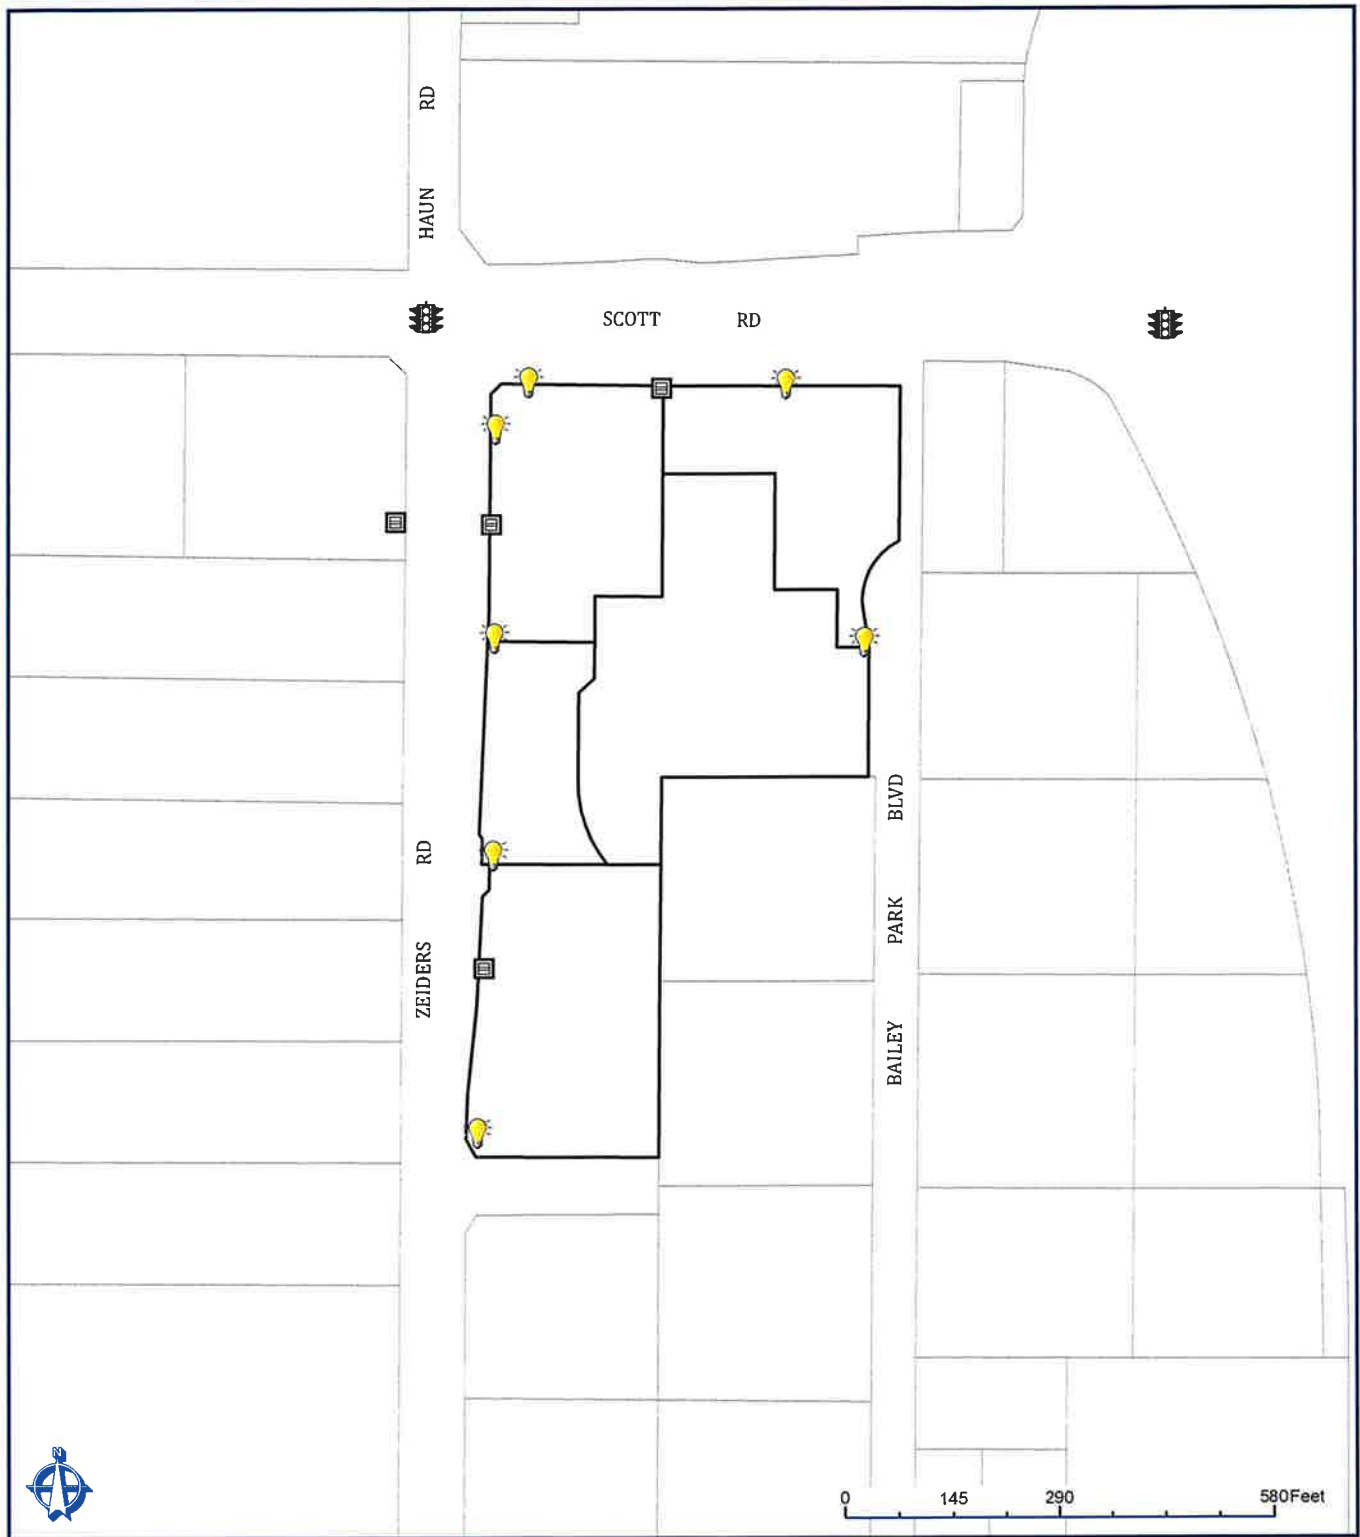 HAUN RD
SCOTT RD
ZEIDERS RD
BAILEY PARK BLVD
N
0 145 290 580Feet